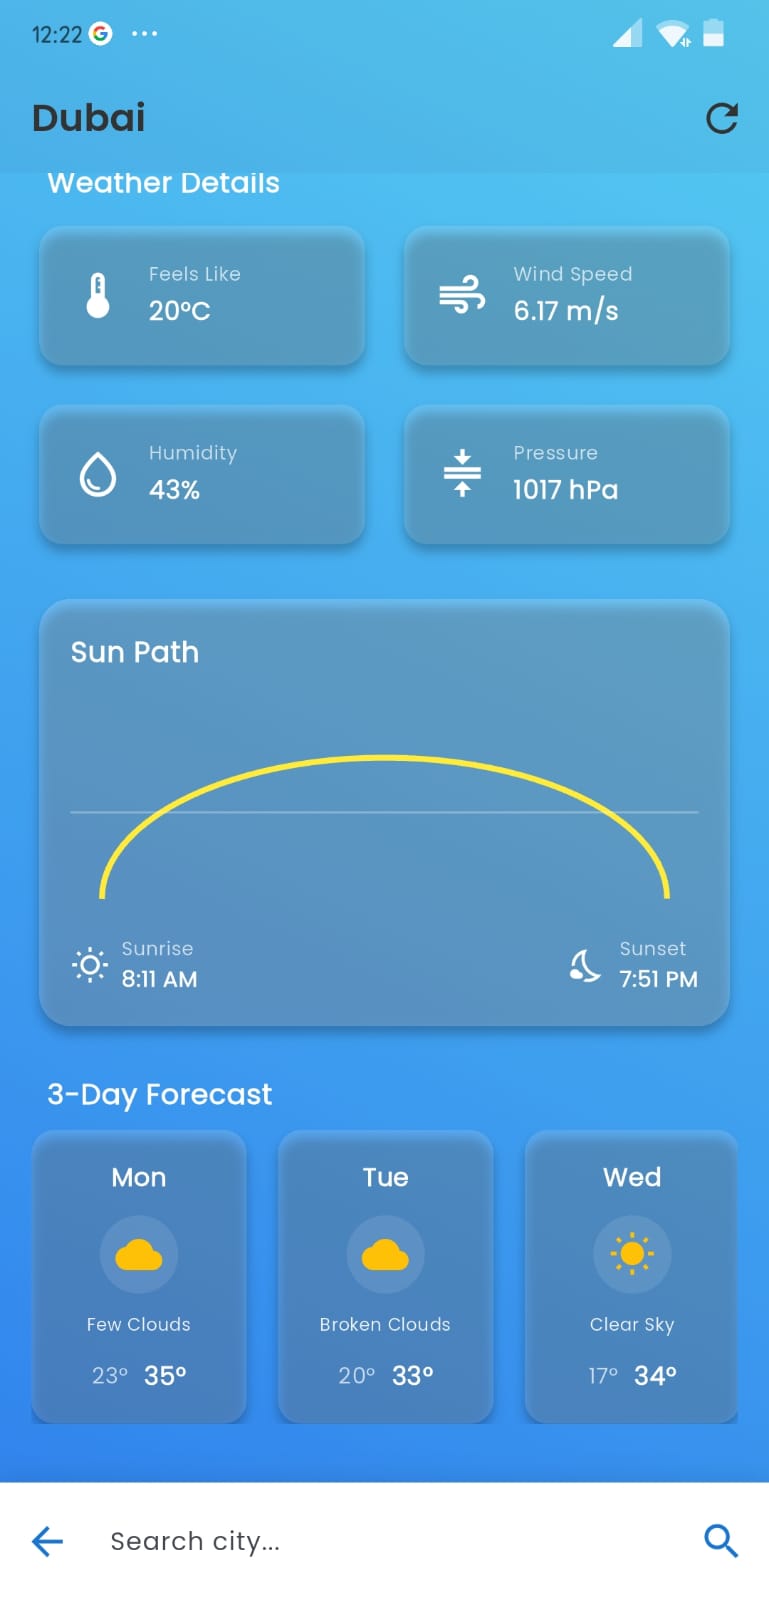 12:22
Dubai
Weather Details
Feels Like
20°C
Wind Speed
6.17 m/s
Humidity
43%
Pressure
1017 hPa
Sun Path
Sunrise
8:11 AM
Sunset
7:51 PM
3-Day Forecast
Mon
Few Clouds
23° 35°
Tue
Broken Clouds
20° 33°
Wed
Clear Sky
17° 34°
Search city...